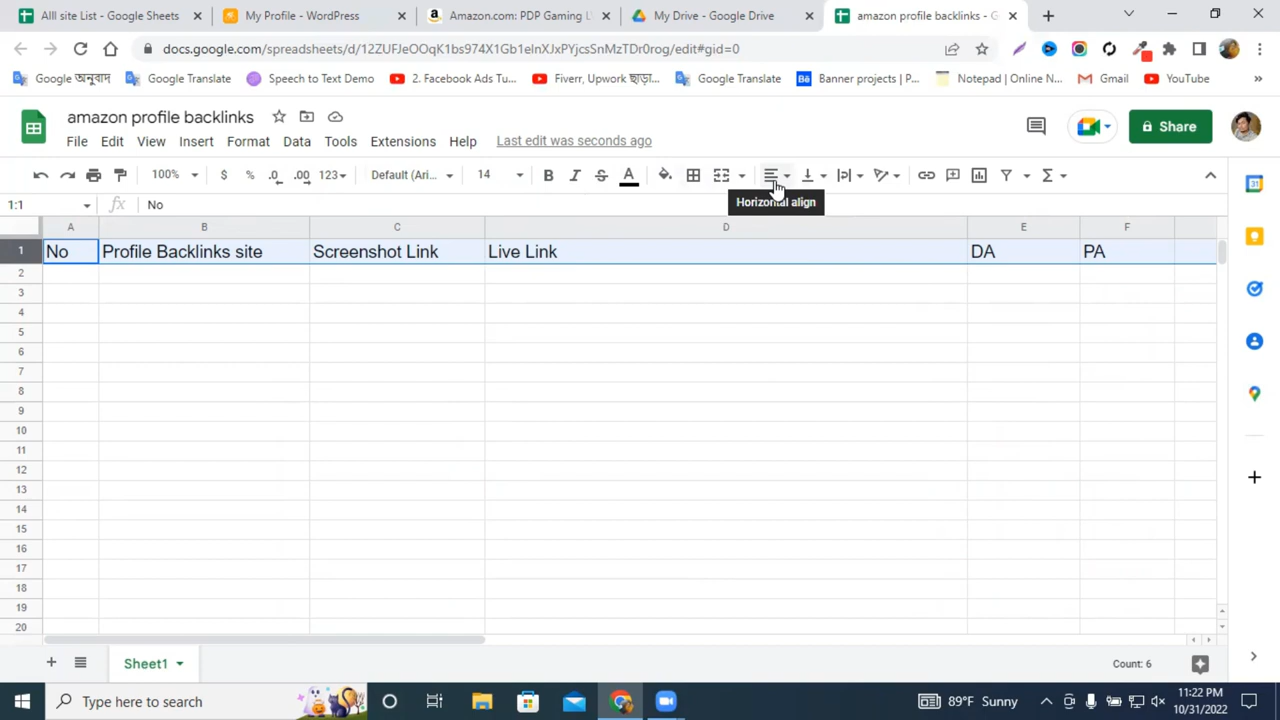 Alll site List - Google Sheets
My Profile - WordPress
Amazon.com: PDP Gaming L
My Drive - Google Drive
amazon profile backlinks - G
docs.google.com/spreadsheets/d/12ZUFJeOOqK1bs974X1Gb1eInXJxPYjcsSnMzTDr0rog/edit#gid=0
Google অনুবাদ
Google Translate
Speech to Text Demo
2. Facebook Ads Tu...
Fiverr, Upwork ছাড়া...
Google Translate
Banner projects | P...
Notepad | Online N...
Gmail
YouTube
amazon profile backlinks
Share
File Edit View Insert Format Data Tools Extensions Help Last edit was seconds ago
100% $ % .0 .00 123 Default (Ari... 14 B I S A
Horizontal align
1:1 fx No
A B C D E F
1 No Profile Backlinks site Screenshot Link Live Link DA PA
2
3
4
5
6
7
8
9
10
11
12
13
14
15
16
17
18
19
20
Sheet1
Count: 6
Type here to search
89°F Sunny
11:22 PM
10/31/2022